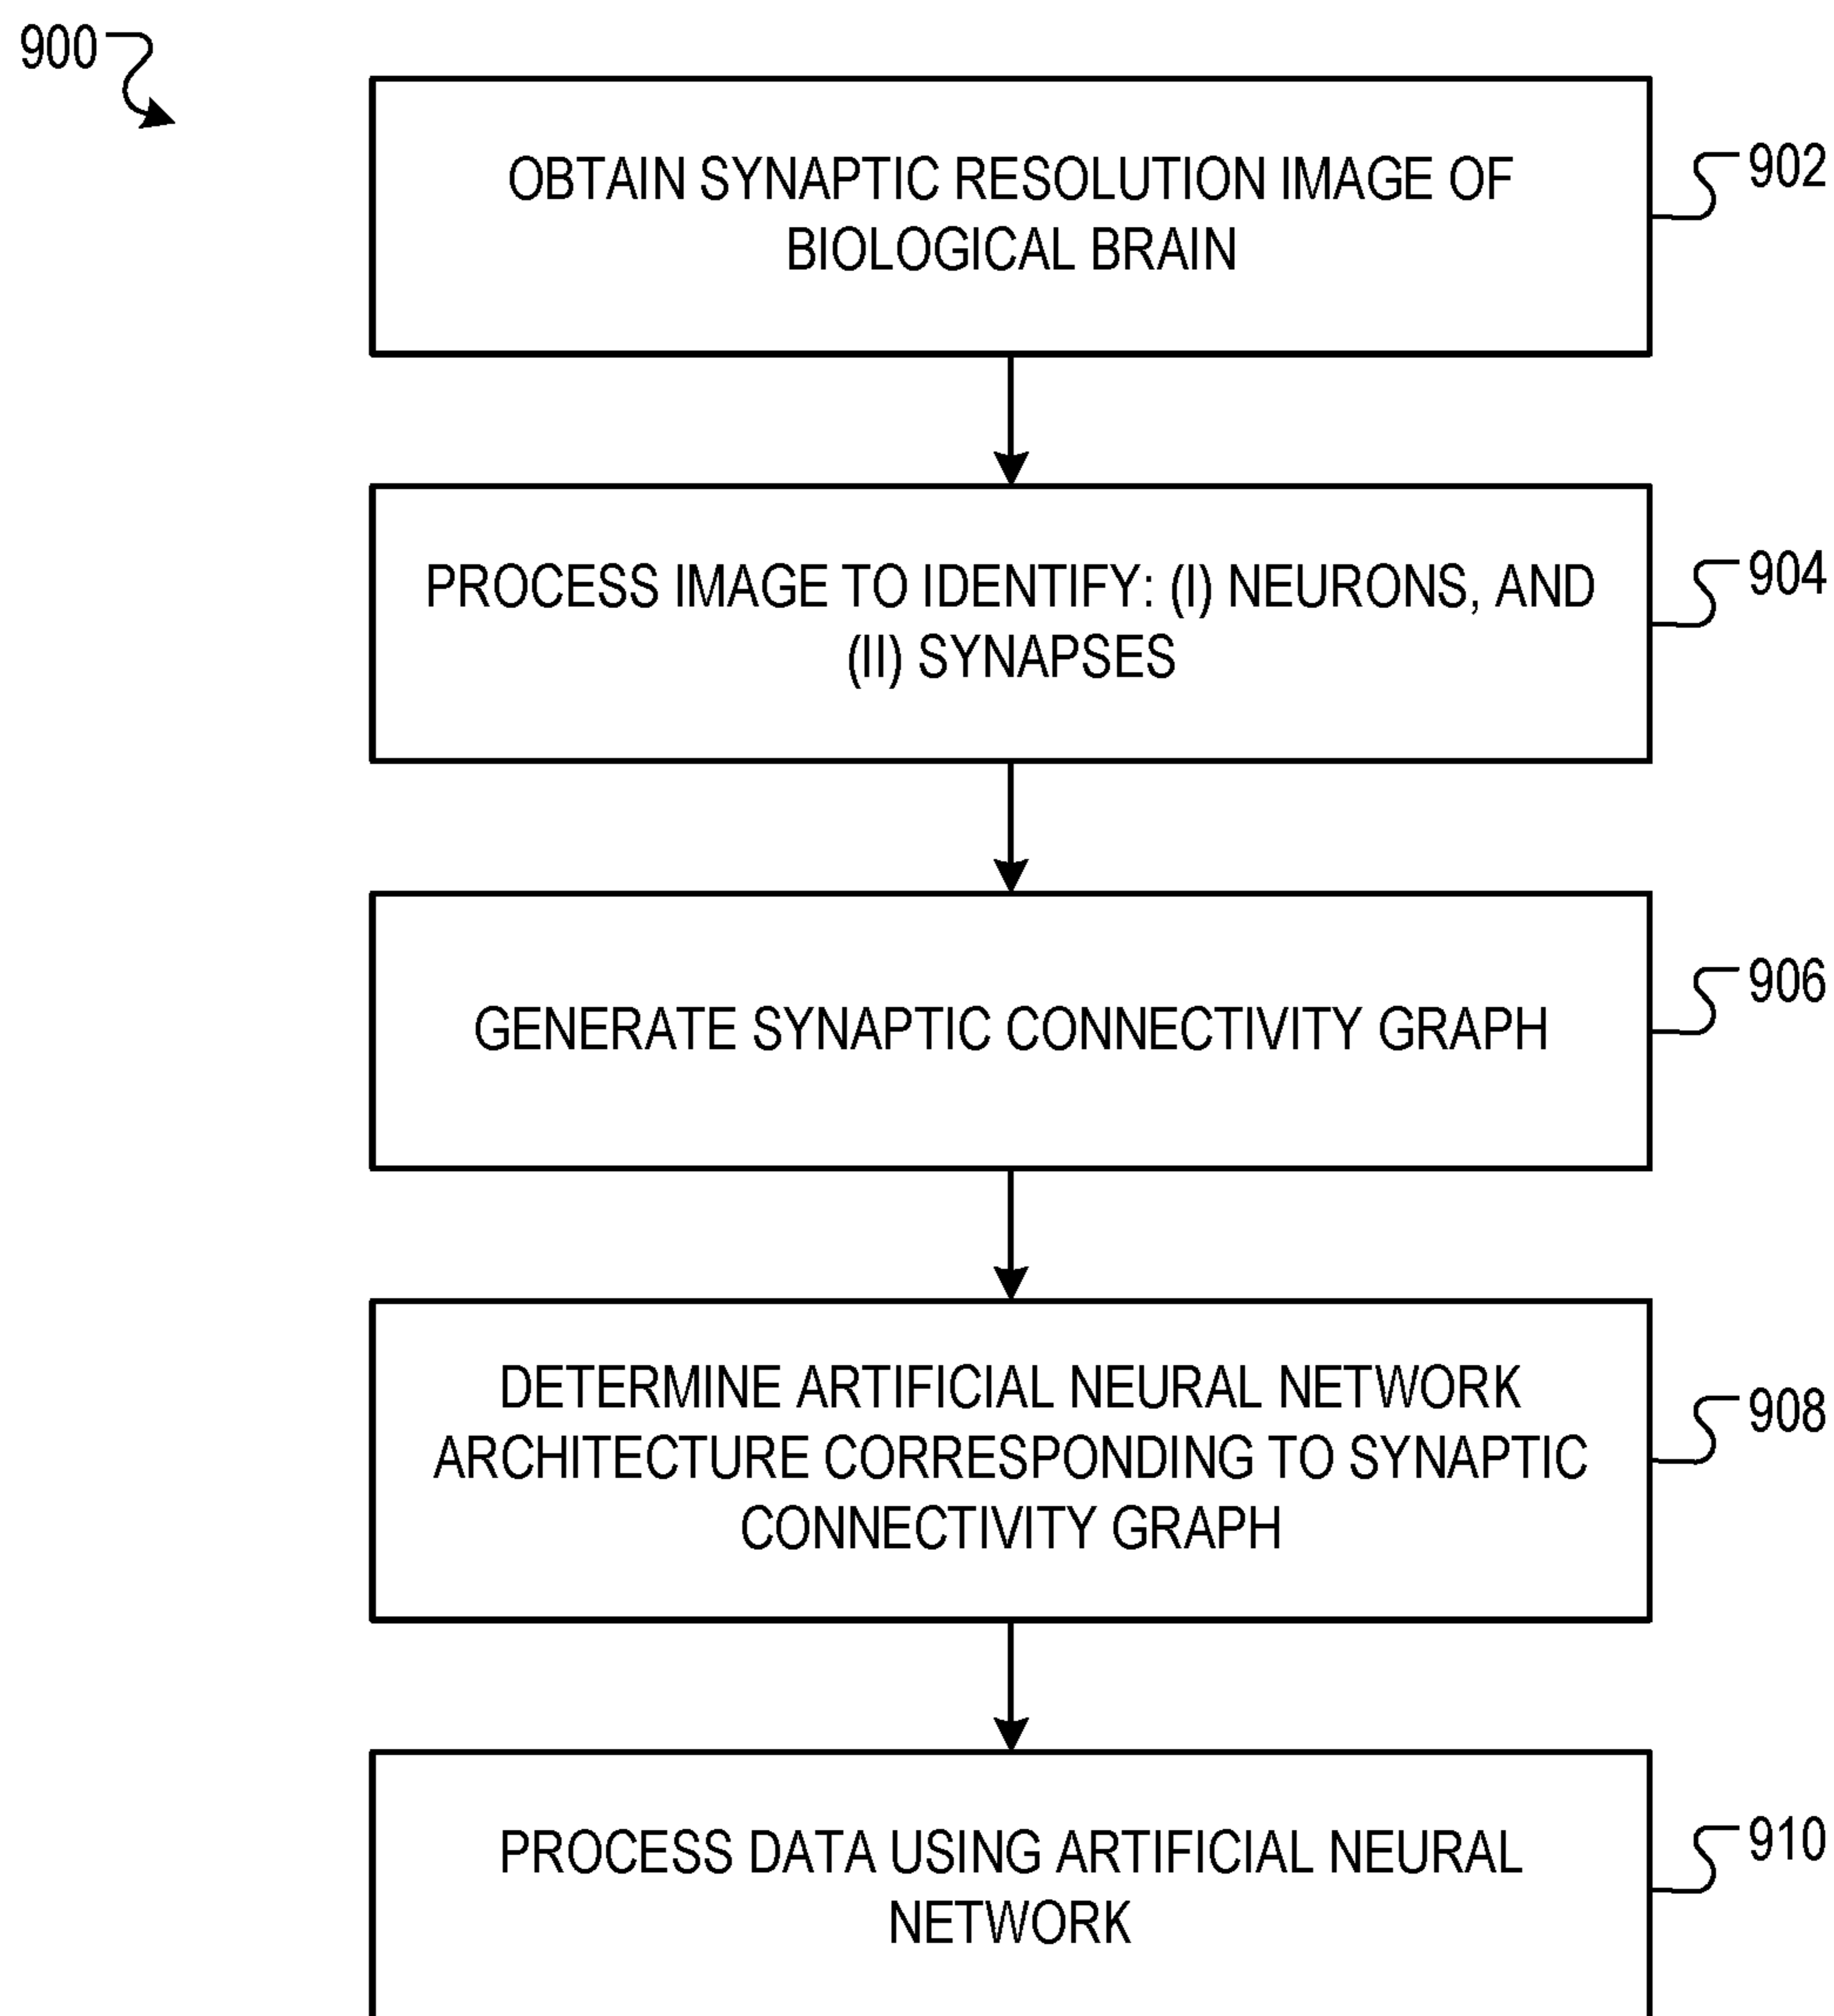 900
OBTAIN SYNAPTIC RESOLUTION IMAGE OF
BIOLOGICAL BRAIN
902
PROCESS IMAGE TO IDENTIFY: (I) NEURONS, AND
(II) SYNAPSES
904
GENERATE SYNAPTIC CONNECTIVITY GRAPH
906
DETERMINE ARTIFICIAL NEURAL NETWORK
ARCHITECTURE CORRESPONDING TO SYNAPTIC
CONNECTIVITY GRAPH
908
PROCESS DATA USING ARTIFICIAL NEURAL
NETWORK
910